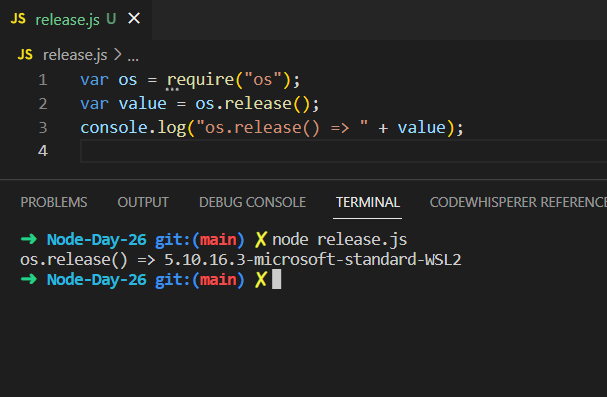 JS release.js U ✕
JS release.js > ...
1 var os = require("os");
2 var value = os.release();
3 console.log("os.release() => " + value);
4
PROBLEMS OUTPUT DEBUG CONSOLE TERMINAL CODEWHISPERER REFERENCE
➜ Node-Day-26 git:(main) ✗ node release.js
os.release() => 5.10.16.3-microsoft-standard-WSL2
➜ Node-Day-26 git:(main) ✗